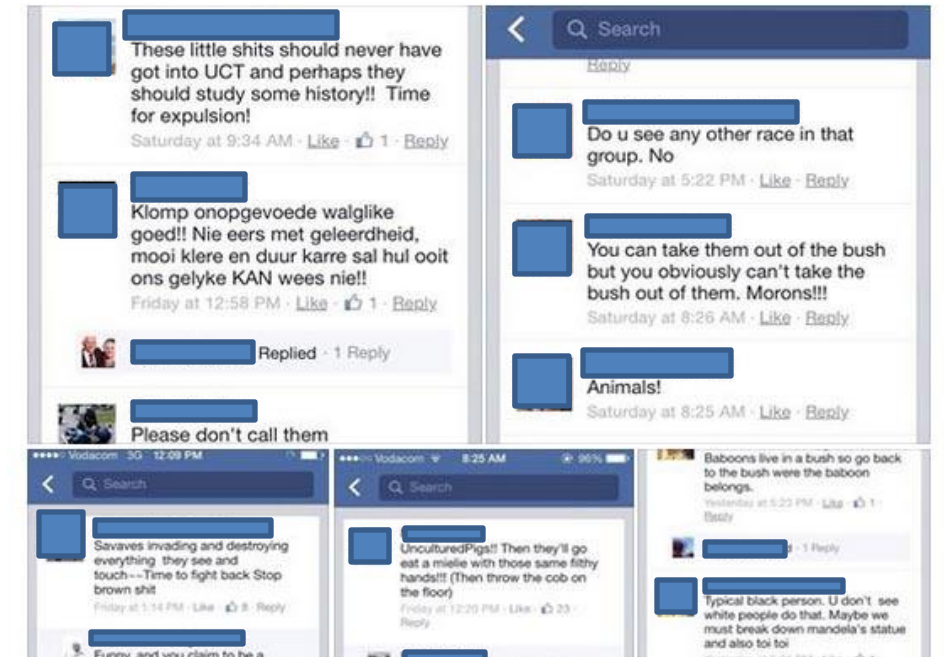 These little shits should never have
got into UCT and perhaps they
should study some history!! Time
for expulsion!
Saturday at 9:34 AM · Like · 1 · Reply
Klomp onopgevoede walglike
goed!! Nie eers met geleerdheid,
mooi klere en duur karre sal hul ooit
ons gelyke KAN wees nie!!
Friday at 12:58 PM · Like · 1 · Reply
Replied · 1 Reply
Please don't call them
Search
Reply
Do u see any other race in that
group. No
Saturday at 5:22 PM · Like · Reply
You can take them out of the bush
but you obviously can't take the
bush out of them. Morons!!!
Saturday at 8:26 AM · Like · Reply
Animals!
Saturday at 8:25 AM · Like · Reply
Vodacom 3G 12:09 PM
Search
Savaves invading and destroying
everything they see and
touch~~Time to fight back Stop
brown shit
Friday at 1:14 PM · Like · 8 · Reply
Funny, and you claim to be a
Vodacom 8:25 AM 96%
Search
UnculturedPigs!! Then they'll go
eat a mielie with those same filthy
hands!!! (Then throw the cob on
the floor)
Friday at 12:20 PM · Like · 23 ·
Reply
Baboons live in a bush so go back
to the bush were the baboon
belongs.
Yesterday at 5:23 PM · Like · 1 ·
Reply
d · 1 Reply
Typical black person. U don't see
white people do that. Maybe we
must break down mandela's statue
and also toi toi